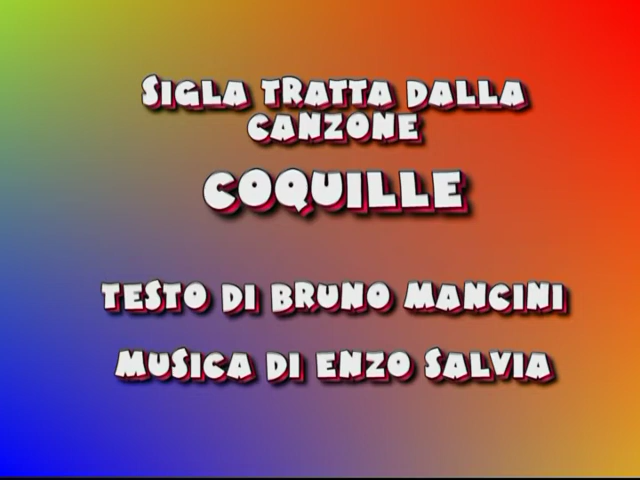 SIGLA TRATTA DALLA
CANZONE
COQUILLE
TESTO DI BRUNO MANCINI
MUSICA DI ENZO SALVIA